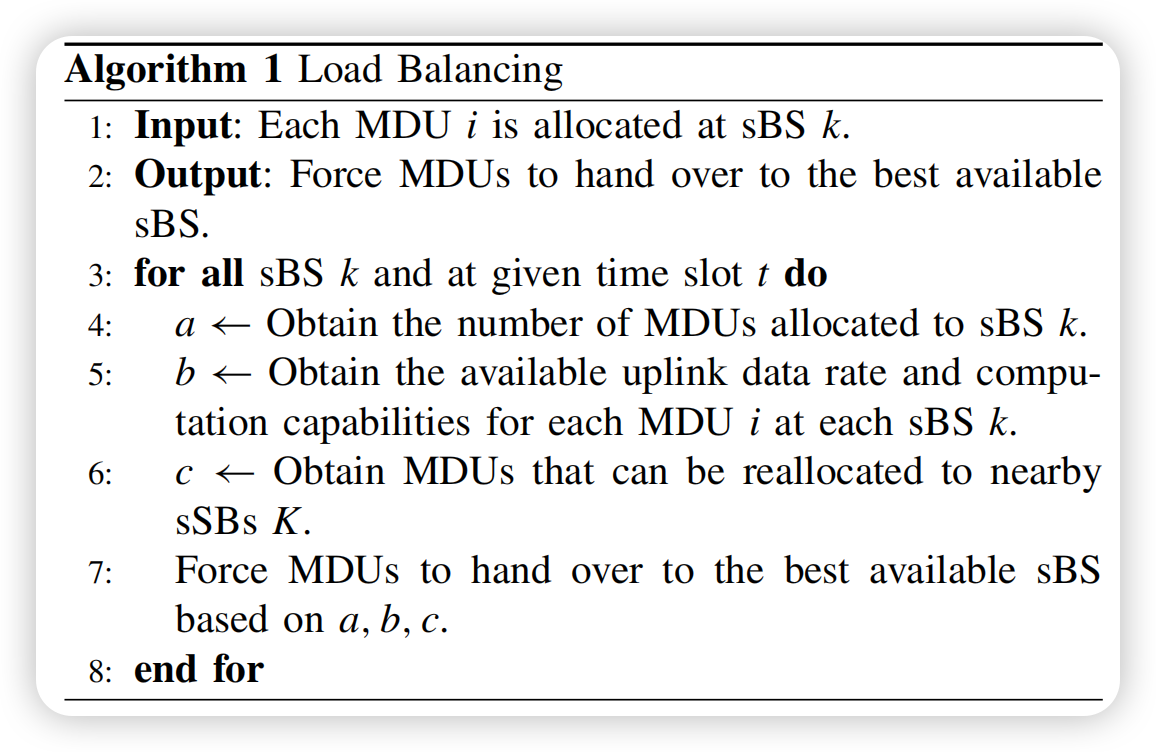 Algorithm 1 Load Balancing
1: Input: Each MDU i is allocated at sBS k.
2: Output: Force MDUs to hand over to the best available
sBS.
3: for all sBS k and at given time slot t do
4: a ← Obtain the number of MDUs allocated to sBS k.
5: b ← Obtain the available uplink data rate and compu-
tation capabilities for each MDU i at each sBS k.
6: c ← Obtain MDUs that can be reallocated to nearby
sSBs K.
7: Force MDUs to hand over to the best available sBS
based on a, b, c.
8: end for